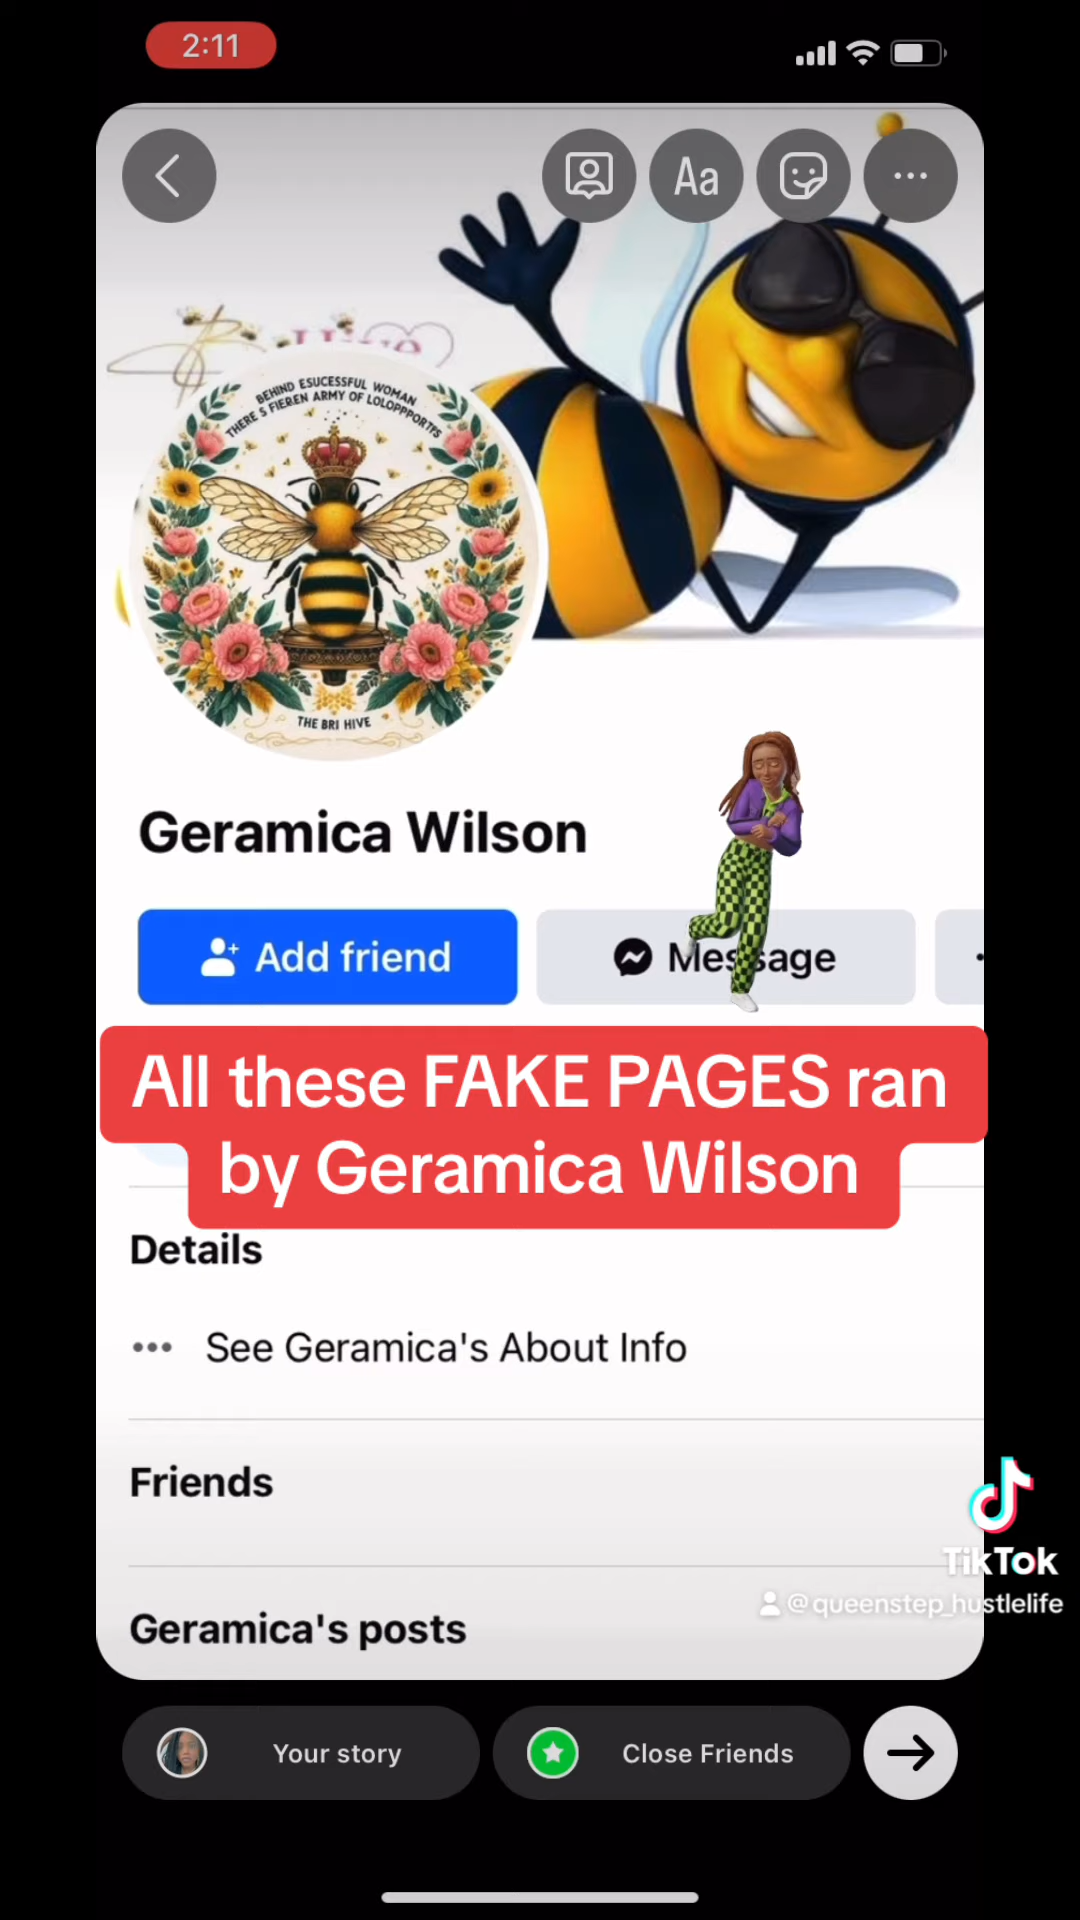 2:11
Aa
Hive
BEHIND ESUCESSFUL WOMAN
THERE S FIEREN ARMY OF LOLOPPPORTFS
THE BRI HIVE
Geramica Wilson
Add friend
Message
All these FAKE PAGES ran
by Geramica Wilson
Details
See Geramica's About Info
Friends
TikTok
@queenstep_hustlelife
Geramica's posts
Your story
Close Friends